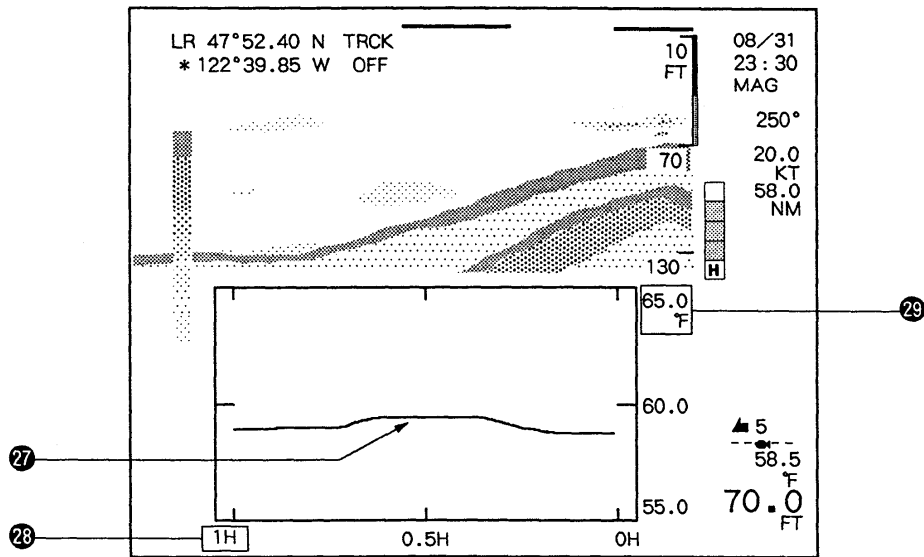 LR 47°52.40 N TRCK
* 122°39.85 W OFF
10
FT
70
130
H
08/31
23:30
MAG
250°
20.0
KT
58.0
NM
65.0
°F
29
60.0
55.0
27
28
1H
0.5H
0H
5
58.5
°F
70.0
FT